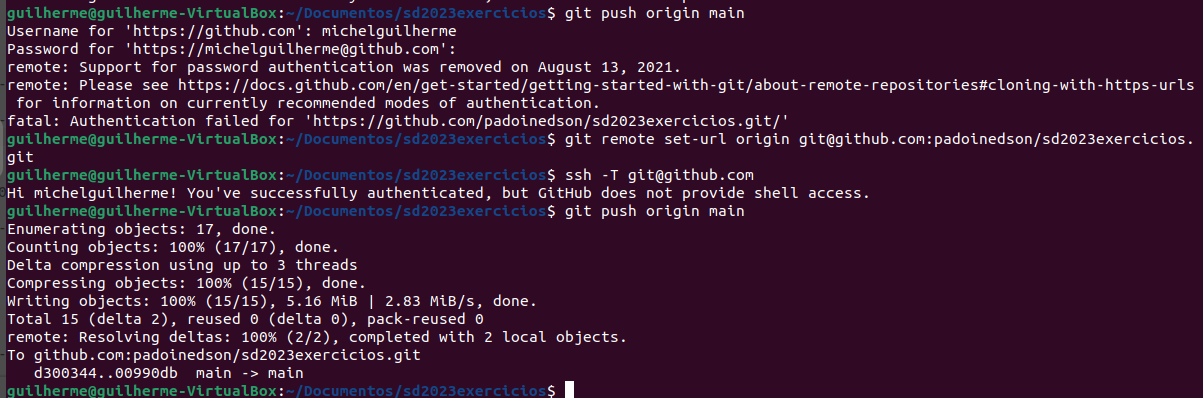 guilherme@guilherme-VirtualBox:~/Documentos/sd2023exercicios$ git push origin main
Username for 'https://github.com': michelguilherme
Password for 'https://michelguilherme@github.com':
remote: Support for password authentication was removed on August 13, 2021.
remote: Please see https://docs.github.com/en/get-started/getting-started-with-git/about-remote-repositories#cloning-with-https-urls
 for information on currently recommended modes of authentication.
fatal: Authentication failed for 'https://github.com/padoinedson/sd2023exercicios.git/'
guilherme@guilherme-VirtualBox:~/Documentos/sd2023exercicios$ git remote set-url origin git@github.com:padoinedson/sd2023exercicios.
git
guilherme@guilherme-VirtualBox:~/Documentos/sd2023exercicios$ ssh -T git@github.com
Hi michelguilherme! You've successfully authenticated, but GitHub does not provide shell access.
guilherme@guilherme-VirtualBox:~/Documentos/sd2023exercicios$ git push origin main
Enumerating objects: 17, done.
Counting objects: 100% (17/17), done.
Delta compression using up to 3 threads
Compressing objects: 100% (15/15), done.
Writing objects: 100% (15/15), 5.16 MiB | 2.83 MiB/s, done.
Total 15 (delta 2), reused 0 (delta 0), pack-reused 0
remote: Resolving deltas: 100% (2/2), completed with 2 local objects.
To github.com:padoinedson/sd2023exercicios.git
   d300344..00990db  main -> main
guilherme@guilherme-VirtualBox:~/Documentos/sd2023exercicios$